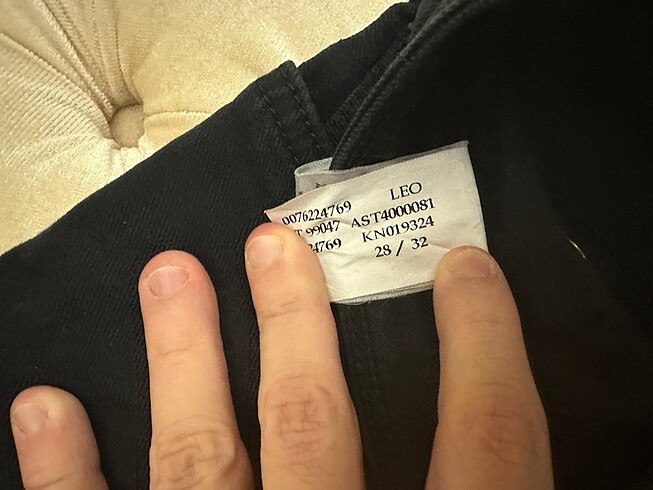 0076224769 LEO
T 99047 AST4000081
24769 KN019324
28 / 32